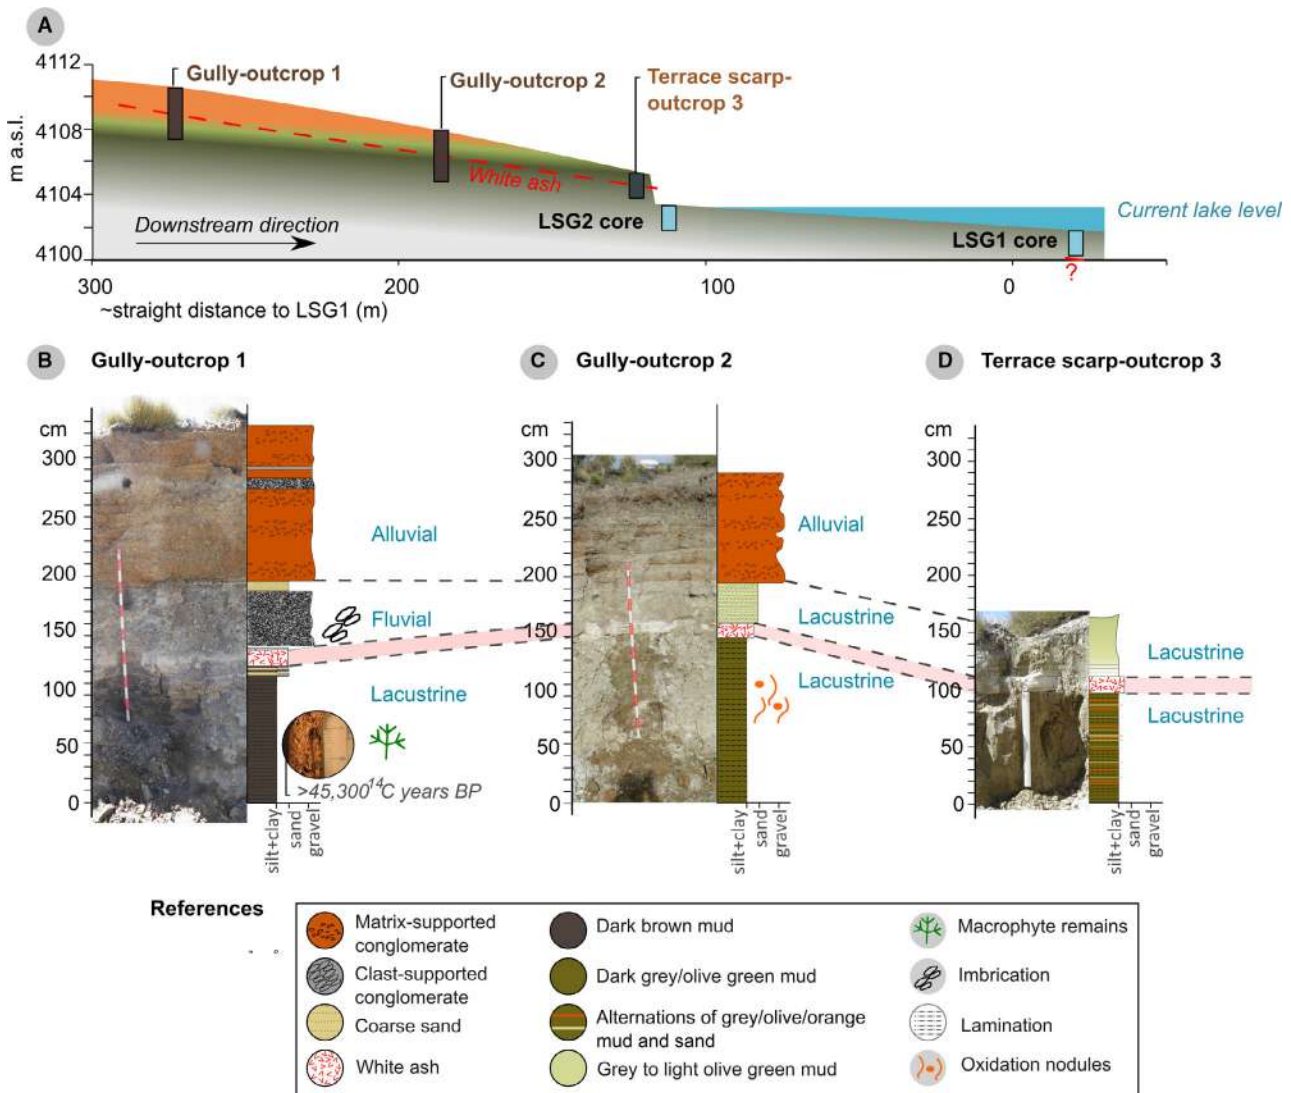 A
4112
4108
4104
4100
m a.s.l.
Gully-outcrop 1
Gully-outcrop 2
Terrace scarp-
outcrop 3
White ash
Downstream direction
LSG2 core
LSG1 core
Current lake level
?
300
200
100
0
~straight distance to LSG1 (m)
B
Gully-outcrop 1
cm
300
250
200
150
100
50
0
Alluvial
Fluvial
Lacustrine
>45,300¹⁴C years BP
silt+clay
sand
gravel
C
Gully-outcrop 2
cm
300
250
200
150
100
50
0
Alluvial
Lacustrine
Lacustrine
silt+clay
sand
gravel
D
Terrace scarp-outcrop 3
cm
300
250
200
150
100
50
0
Lacustrine
Lacustrine
silt+clay
sand
gravel
References
Matrix-supported
conglomerate
Clast-supported
conglomerate
Coarse sand
White ash
Dark brown mud
Dark grey/olive green mud
Alternations of grey/olive/orange
mud and sand
Grey to light olive green mud
Macrophyte remains
Imbrication
Lamination
Oxidation nodules